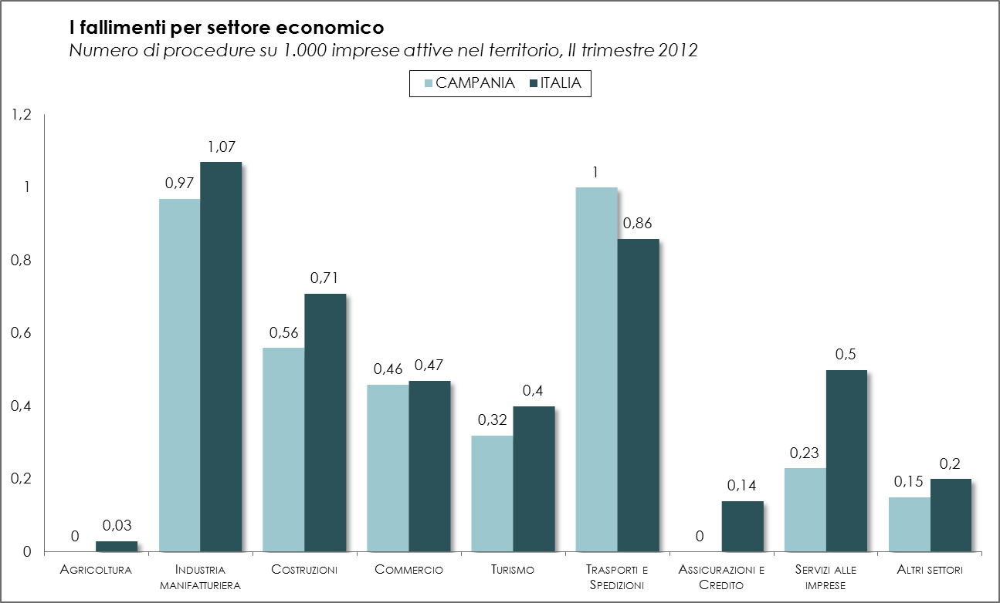 I fallimenti per settore economico
Numero di procedure su 1.000 imprese attive nel territorio, II trimestre 2012
CAMPANIA ITALIA
1,2
1
0,8
0,6
0,4
0,2
0
0 0,03
0,97 1,07
0,56 0,71
0,46 0,47
0,32 0,4
1 0,86
0 0,14
0,23 0,5
0,15 0,2
AGRICOLTURA
INDUSTRIA
MANIFATTURIERA
COSTRUZIONI
COMMERCIO
TURISMO
TRASPORTI E
SPEDIZIONI
ASSICURAZIONI E
CREDITO
SERVIZI ALLE
IMPRESE
ALTRI SETTORI